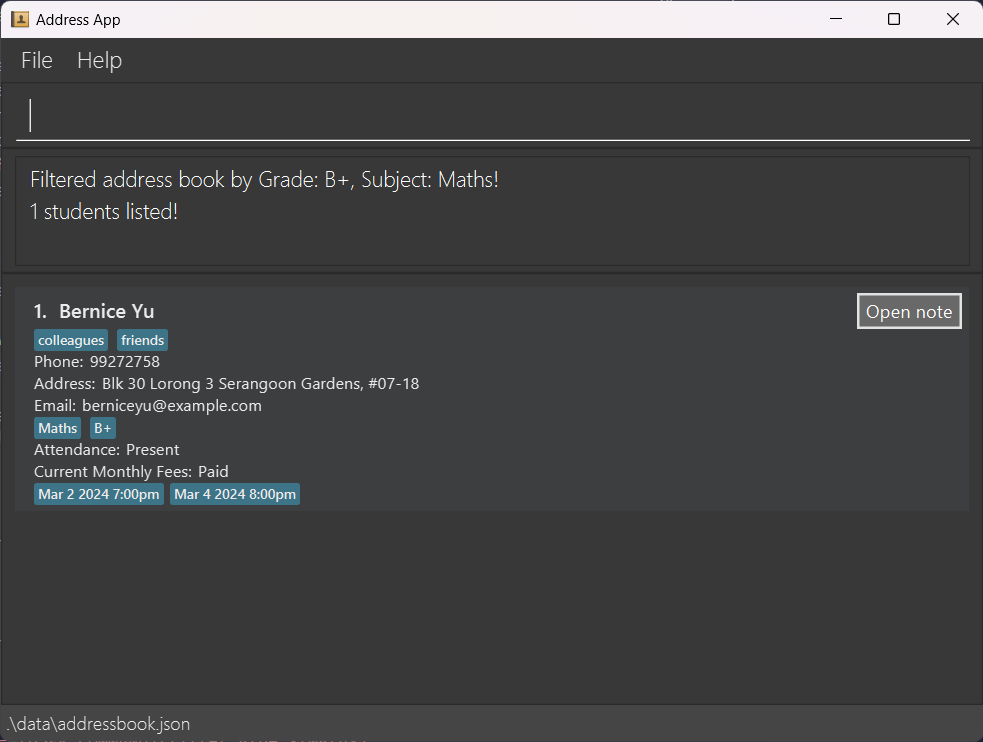 Address App
File Help
Filtered address book by Grade: B+, Subject: Maths!
1 students listed!
1. Bernice Yu
Open note
colleagues friends
Phone: 99272758
Address: Blk 30 Lorong 3 Serangoon Gardens, #07-18
Email: berniceyu@example.com
Maths B+
Attendance: Present
Current Monthly Fees: Paid
Mar 2 2024 7:00pm Mar 4 2024 8:00pm
.\data\addressbook.json